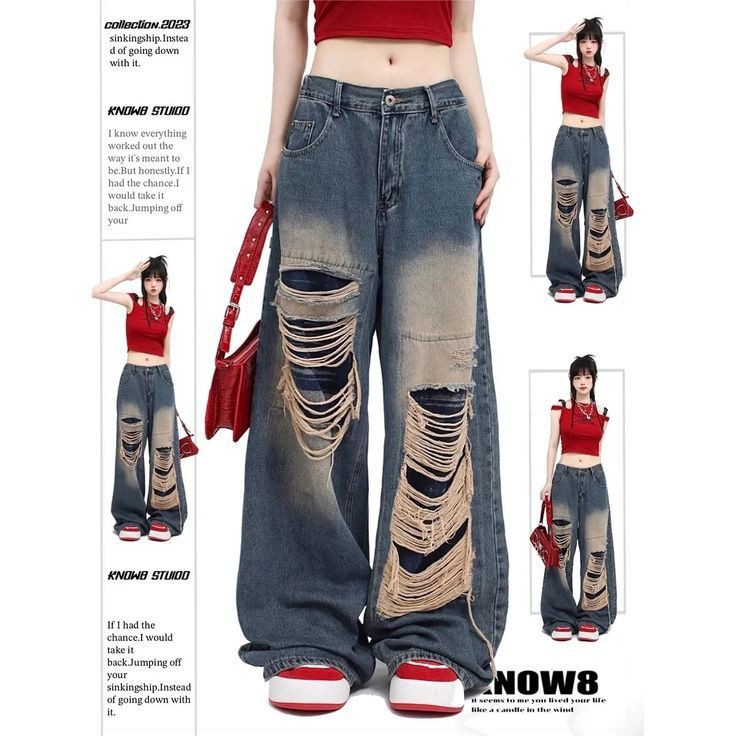 collection.2023
sinkingship.Instea
d of going down
with it.
KNOW8 STUIOO
I know everything
worked out the
way it's meant to
be.But honestly.If I
had the chance.I
would take it
back.Jumping off
your
KNOW8 STUIOO
If I had the
chance.I would
take it
back.Jumping off
your
sinkingship.Instead
of going down with
it.
KNOW8
it seems to me you lived your life
like a candle in the wind